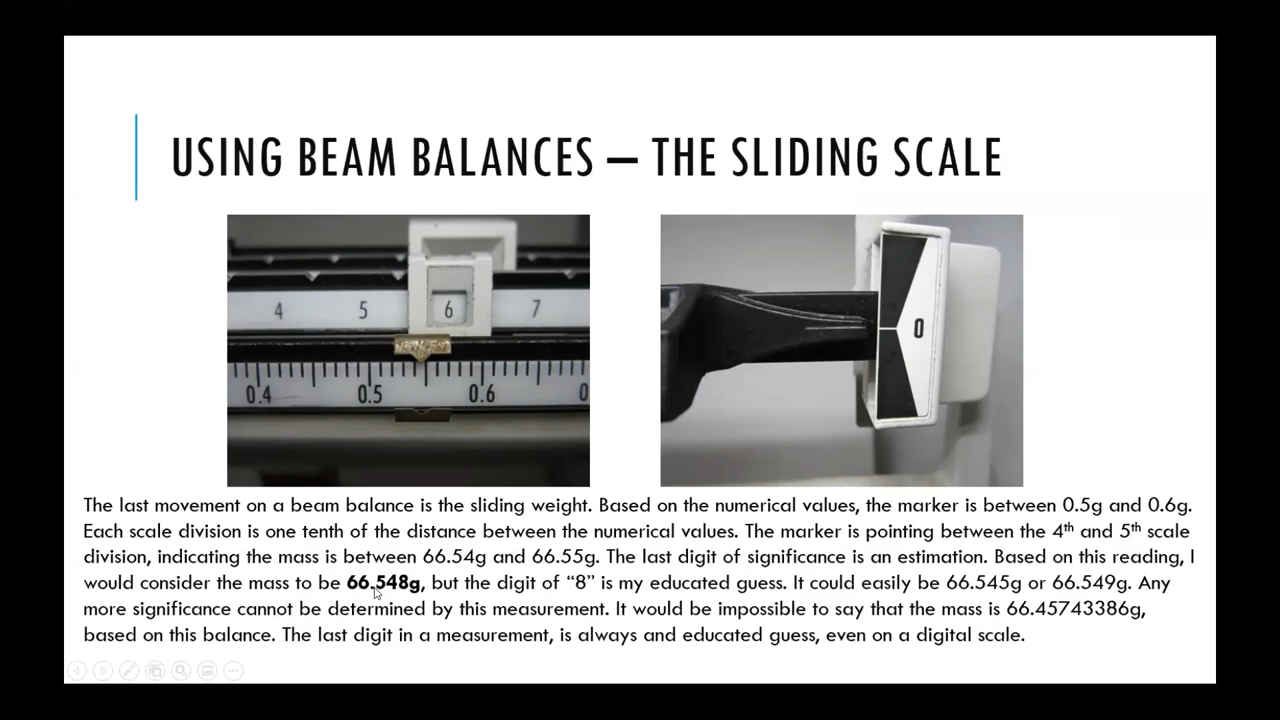 USING BEAM BALANCES – THE SLIDING SCALE
4 5 6 7
0.4 0.5 0.6 0
0
The last movement on a beam balance is the sliding weight. Based on the numerical values, the marker is between 0.5g and 0.6g.
Each scale division is one tenth of the distance between the numerical values. The marker is pointing between the 4th and 5th scale
division, indicating the mass is between 66.54g and 66.55g. The last digit of significance is an estimation. Based on this reading, I
would consider the mass to be 66.548g, but the digit of “8” is my educated guess. It could easily be 66.545g or 66.549g. Any
more significance cannot be determined by this measurement. It would be impossible to say that the mass is 66.45743386g,
based on this balance. The last digit in a measurement, is always and educated guess, even on a digital scale.